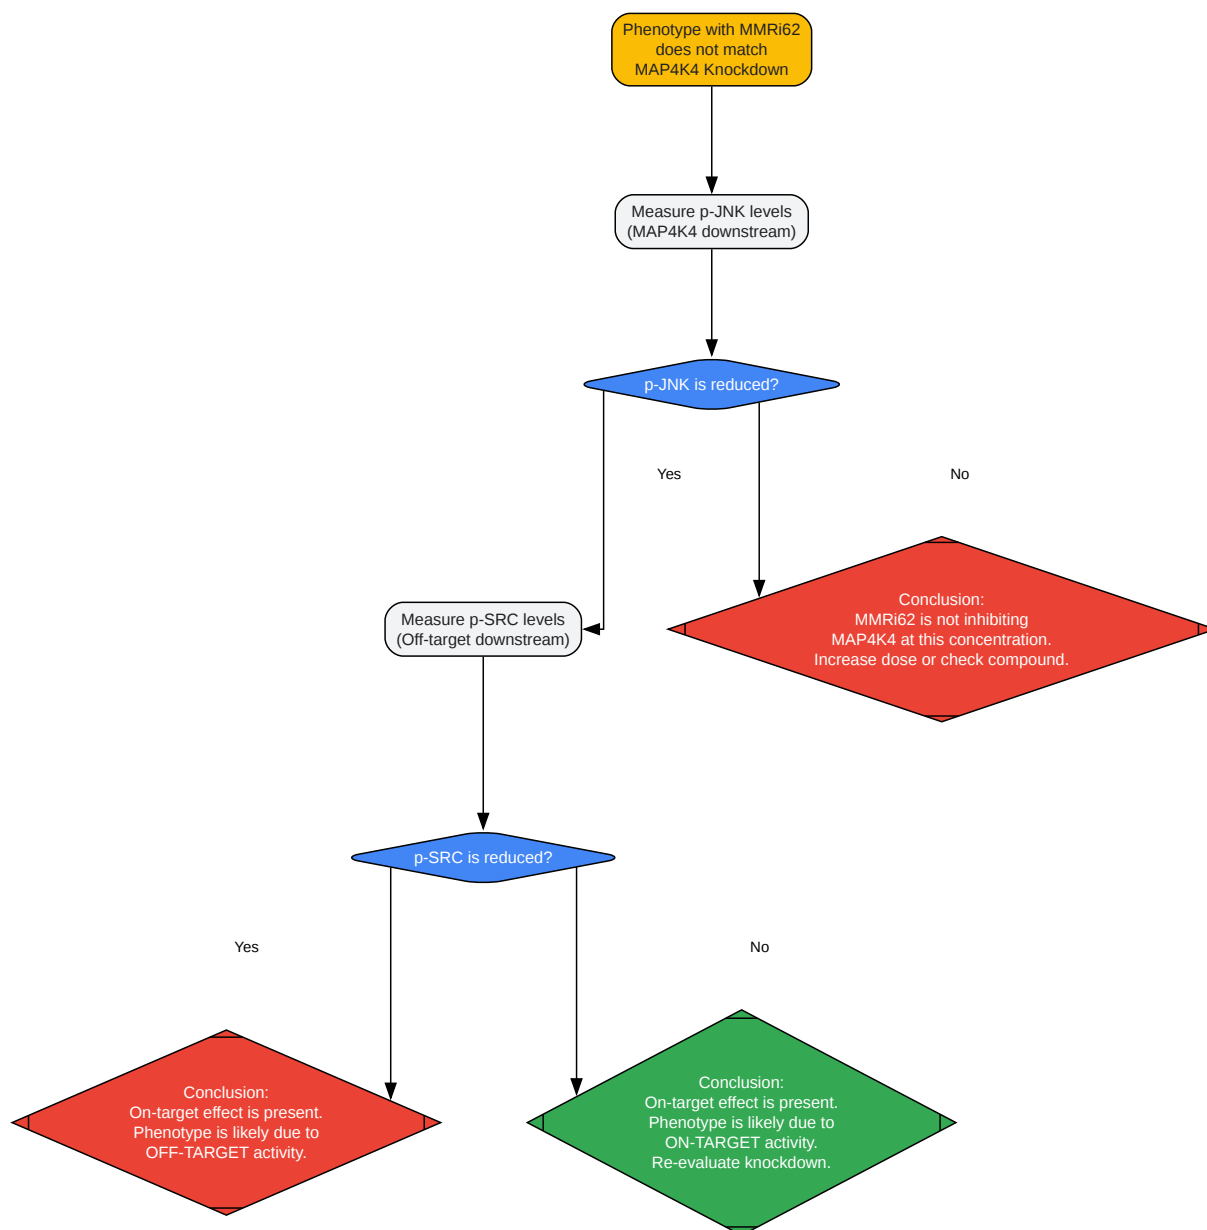 Phenotype with MMRi62
does not match
MAP4K4 Knockdown
Measure p-JNK levels
(MAP4K4 downstream)
p-JNK is reduced?
Yes
No
Conclusion:
MMRi62 is not inhibiting
MAP4K4 at this concentration.
Increase dose or check compound.
Measure p-SRC levels
(Off-target downstream)
p-SRC is reduced?
Yes
No
Conclusion:
On-target effect is present.
Phenotype is likely due to
OFF-TARGET activity.
Conclusion:
On-target effect is present.
Phenotype is likely due to
ON-TARGET activity.
Re-evaluate knockdown.